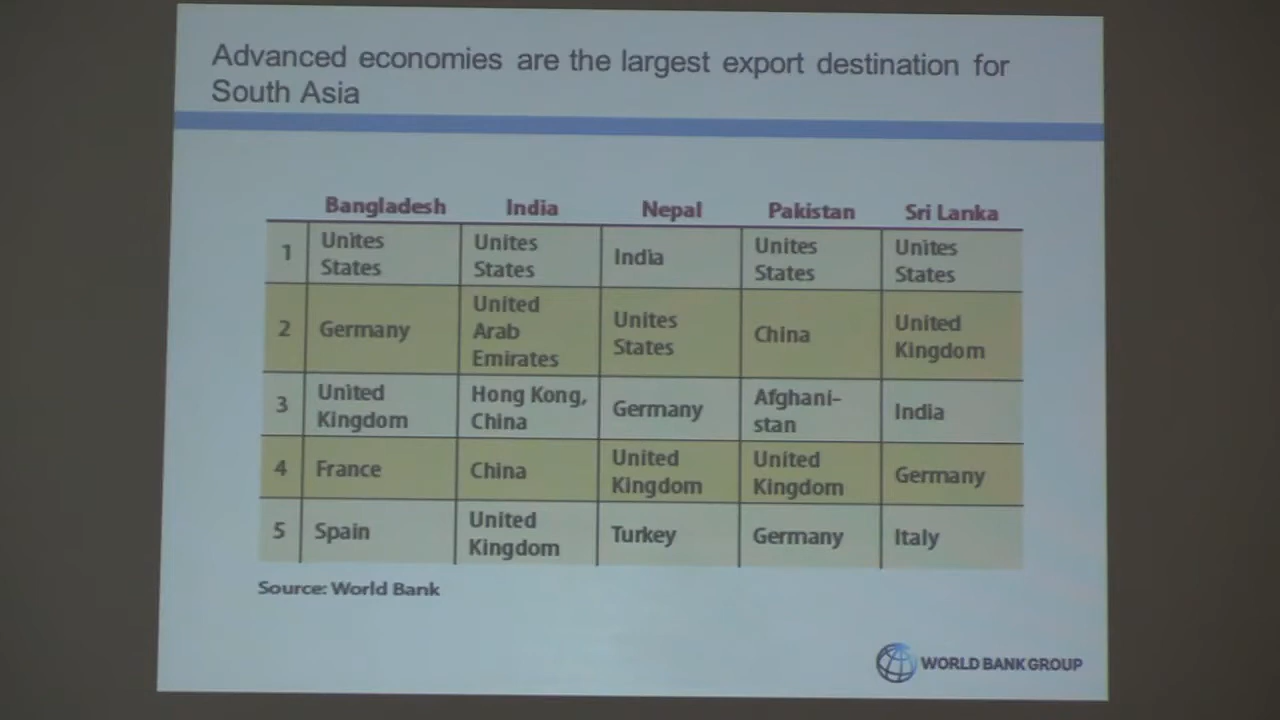 Advanced economies are the largest export destination for
South Asia
Bangladesh India Nepal Pakistan Sri Lanka
1 Unites States Unites States India Unites States Unites States
2 Germany United Arab Emirates Unites States China United Kingdom
3 United Kingdom Hong Kong, China Germany Afghani-stan India
4 France China United Kingdom United Kingdom Germany
5 Spain United Kingdom Turkey Germany Italy
Source: World Bank
WORLD BANK GROUP